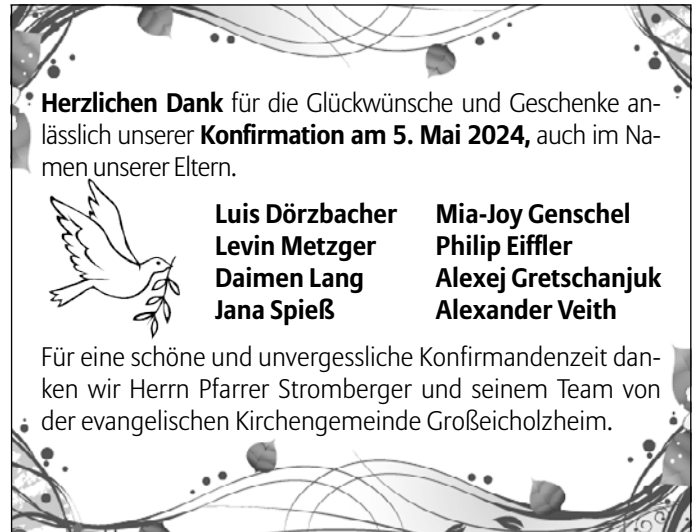 Herzlichen Dank für die Glückwünsche und Geschenke an-
lässlich unserer Konfirmation am 5. Mai 2024, auch im Na-
men unserer Eltern.
Luis Dörzbacher Mia-Joy Genschel
Levin Metzger Philip Eiffler
Daimen Lang Alexej Gretschanjuk
Jana Spieß Alexander Veith
Für eine schöne und unvergessliche Konfirmandenzeit dan-
ken wir Herrn Pfarrer Stromberger und seinem Team von
der evangelischen Kirchengemeinde Großeicholzheim.